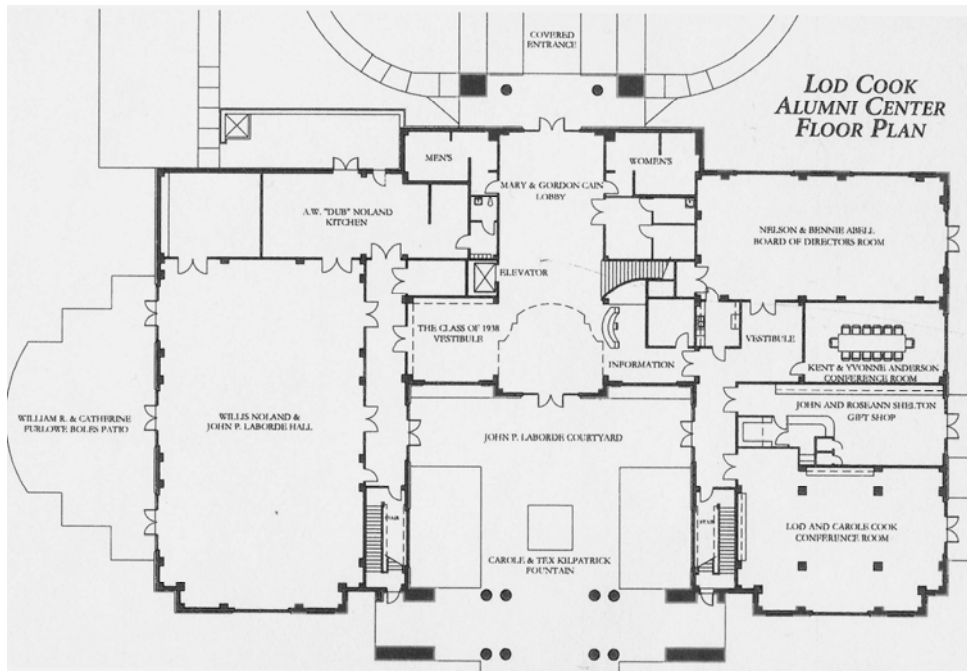 COVERED
ENTRANCE
LOD COOK
ALUMNI CENTER
FLOOR PLAN
MEN'S
WOMEN'S
MARY & GORDON CAIN
LOBBY
A.W. "DUB" NOLAND
KITCHEN
NELSON & BENNIE ABELL
BOARD OF DIRECTORS ROOM
ELEVATOR
THE CLASS OF 1938
VESTIBULE
VESTIBULE
INFORMATION
KENT & YVONNE ANDERSON
CONFERENCE ROOM
WILLIAM R. & CATHERINE
FURLOWE BOLES PATIO
WILLIS NOLAND &
JOHN P. LABORDE HALL
JOHN AND ROSEANN SHELTON
GIFT SHOP
JOHN P. LABORDE COURTYARD
STAIR
STAIR
LOD AND CAROLE COOK
CONFERENCE ROOM
CAROLE & TEX KILPATRICK
FOUNTAIN